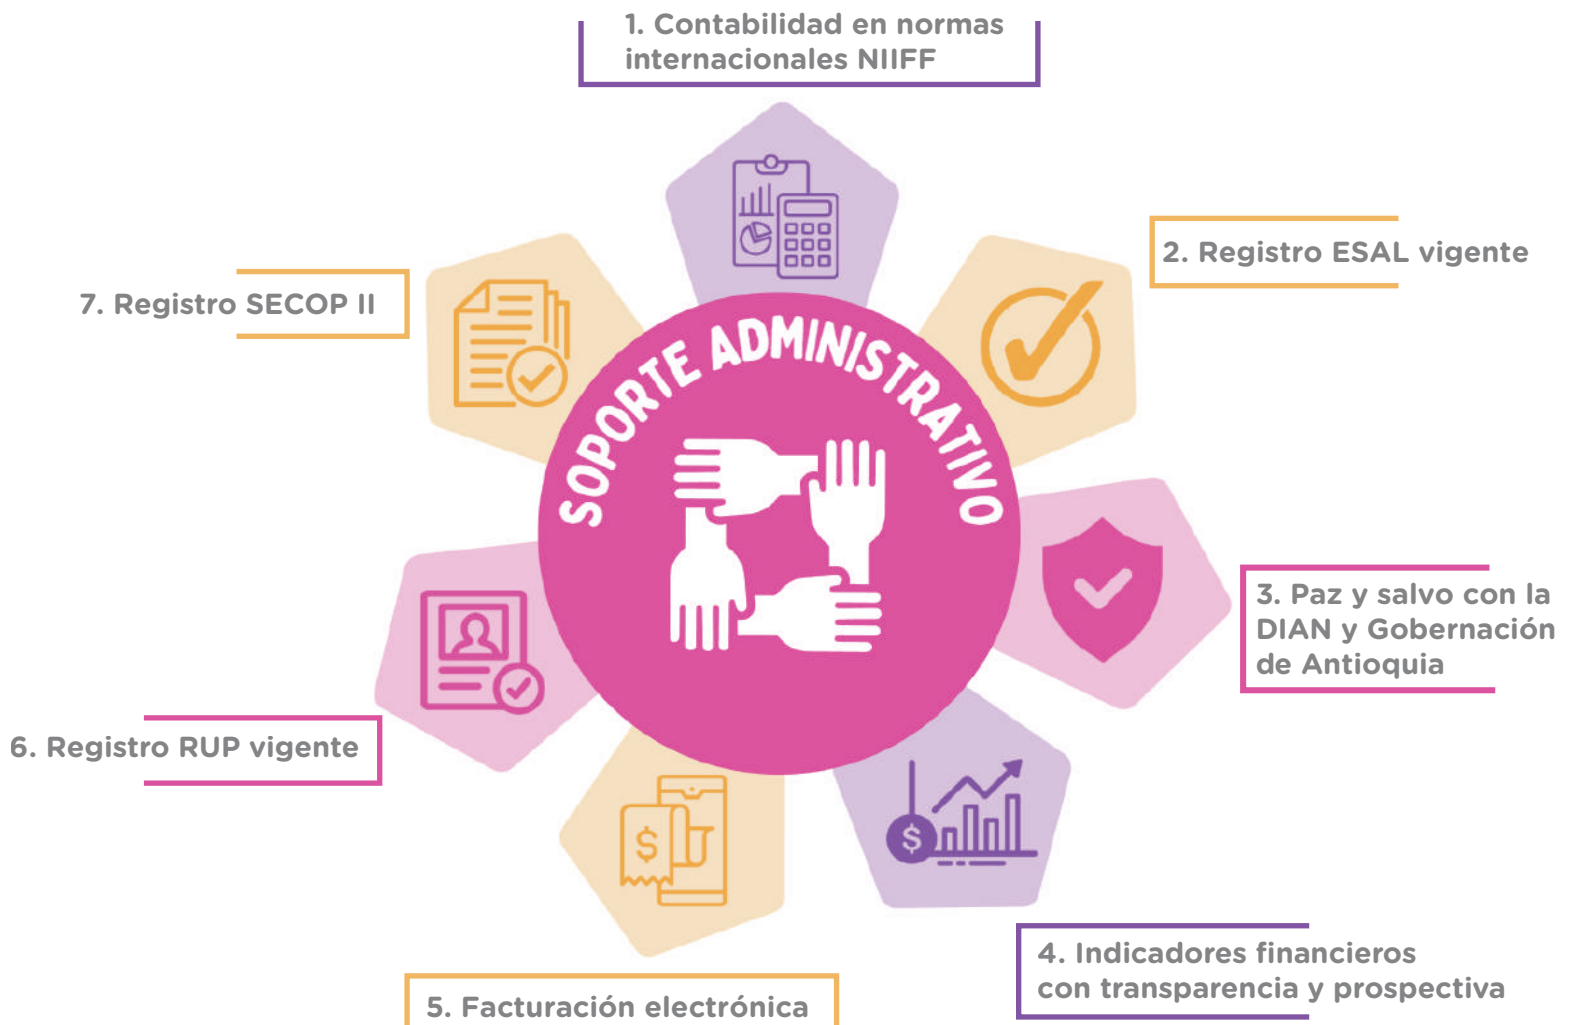 1. Contabilidad en normas
internacionales NIIFF
2. Registro ESAL vigente
7. Registro SECOP II
SOPORTE ADMINISTRATIVO
3. Paz y salvo con la
DIAN y Gobernación
de Antioquia
6. Registro RUP vigente
$
$
4. Indicadores financieros
con transparencia y prospectiva
5. Facturación electrónica